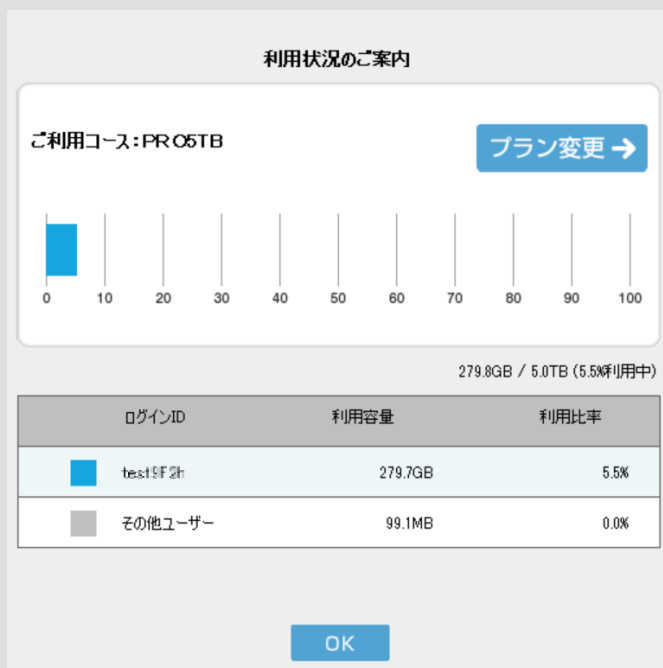 利用状況のご案内
ご利用コース:PRO5TB
プラン変更 →
0 10 20 30 40 50 60 70 80 90 100
279.8GB / 5.0TB (5.5%利用中)
ログインID 利用容量 利用比率
test9F2h 279.7GB 5.5%
その他ユーザー 99.1MB 0.0%
OK